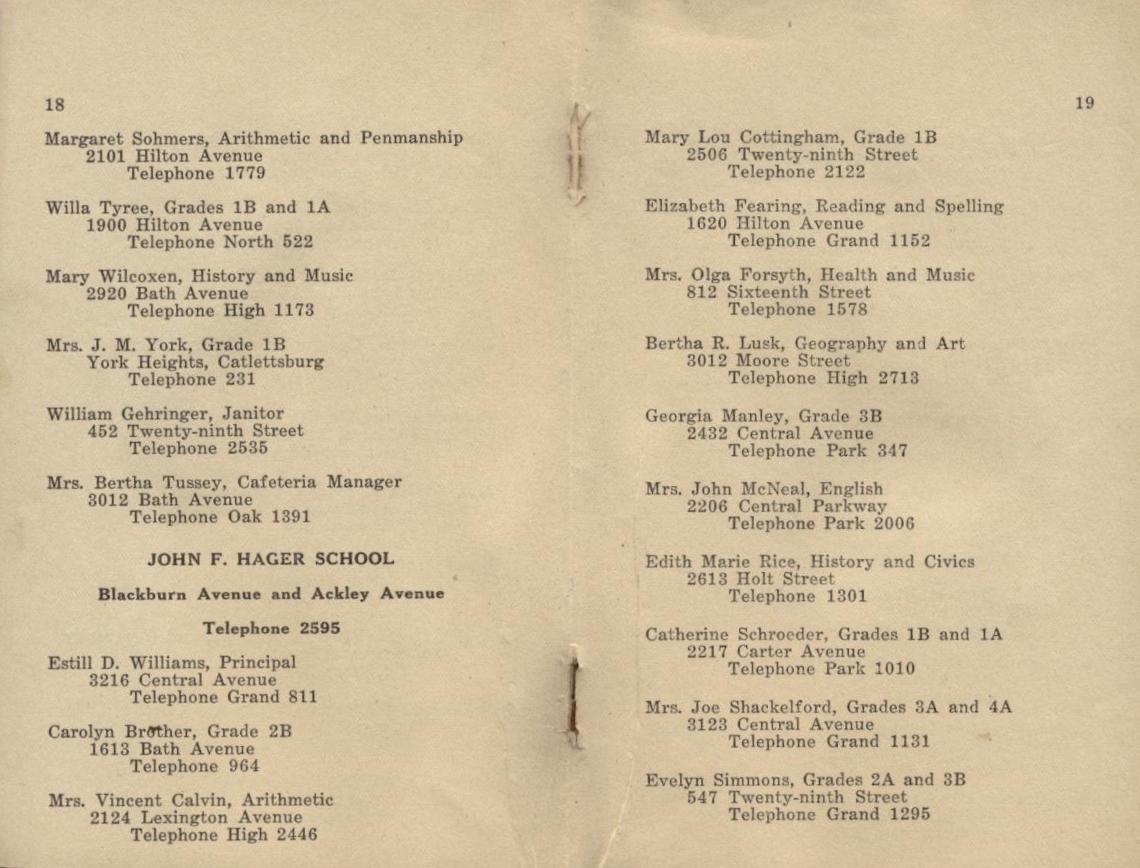 18
Margaret Sohmers, Arithmetic and Penmanship
2101 Hilton Avenue
Telephone 1779
Willa Tyree, Grades 1B and 1A
1900 Hilton Avenue
Telephone North 522
Mary Wilcoxen, History and Music
2920 Bath Avenue
Telephone High 1173
Mrs. J. M. York, Grade 1B
York Heights, Catlettsburg
Telephone 231
William Gehringer, Janitor
452 Twenty-ninth Street
Telephone 2535
Mrs. Bertha Tussey, Cafeteria Manager
3012 Bath Avenue
Telephone Oak 1391
JOHN F. HAGER SCHOOL
Blackburn Avenue and Ackley Avenue
Telephone 2595
Estill D. Williams, Principal
3216 Central Avenue
Telephone Grand 811
Carolyn Brother, Grade 2B
1613 Bath Avenue
Telephone 964
Mrs. Vincent Calvin, Arithmetic
2124 Lexington Avenue
Telephone High 2446
19
Mary Lou Cottingham, Grade 1B
2506 Twenty-ninth Street
Telephone 2122
Elizabeth Fearing, Reading and Spelling
1620 Hilton Avenue
Telephone Grand 1152
Mrs. Olga Forsyth, Health and Music
812 Sixteenth Street
Telephone 1578
Bertha R. Lusk, Geography and Art
3012 Moore Street
Telephone High 2713
Georgia Manley, Grade 3B
2432 Central Avenue
Telephone Park 347
Mrs. John McNeal, English
2206 Central Parkway
Telephone Park 2006
Edith Marie Rice, History and Civics
2613 Holt Street
Telephone 1301
Catherine Schroeder, Grades 1B and 1A
2217 Carter Avenue
Telephone Park 1010
Mrs. Joe Shackelford, Grades 3A and 4A
3123 Central Avenue
Telephone Grand 1131
Evelyn Simmons, Grades 2A and 3B
547 Twenty-ninth Street
Telephone Grand 1295